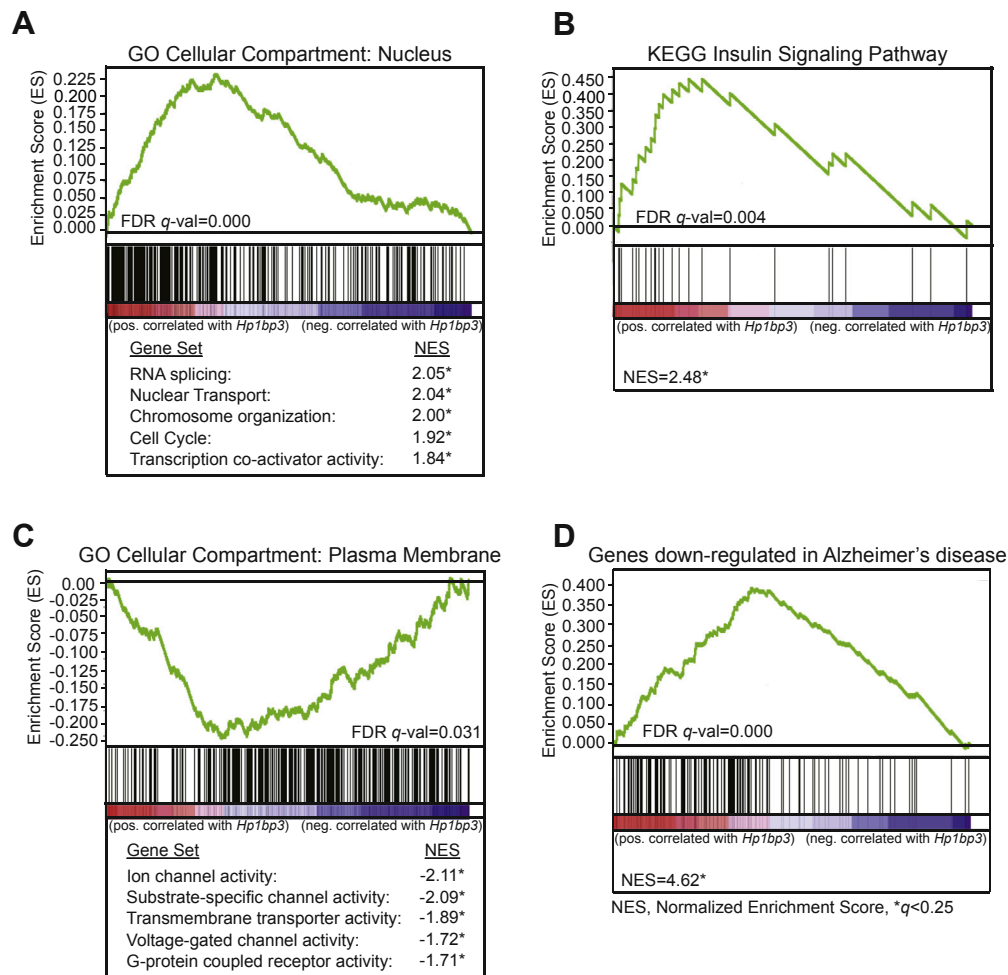 A
GO Cellular Compartment: Nucleus
Enrichment Score (ES)
0.225
0.200
0.175
0.150
0.125
0.100
0.075
0.050
0.025
0.000
FDR q-val=0.000
(pos. correlated with Hp1bp3) (neg. correlated with Hp1bp3)
Gene Set NES
RNA splicing: 2.05*
Nuclear Transport: 2.04*
Chromosome organization: 2.00*
Cell Cycle: 1.92*
Transcription co-activator activity: 1.84*
B
KEGG Insulin Signaling Pathway
Enrichment Score (ES)
0.450
0.400
0.350
0.300
0.250
0.200
0.150
0.100
0.050
0.000
FDR q-val=0.004
(pos. correlated with Hp1bp3) (neg. correlated with Hp1bp3)
NES=2.48*
C
GO Cellular Compartment: Plasma Membrane
Enrichment Score (ES)
0.00
-0.025
-0.050
-0.075
-0.100
-0.125
-0.150
-0.175
-0.200
-0.250
FDR q-val=0.031
(pos. correlated with Hp1bp3) (neg. correlated with Hp1bp3)
Gene Set NES
Ion channel activity: -2.11*
Substrate-specific channel activity: -2.09*
Transmembrane transporter activity: -1.89*
Voltage-gated channel activity: -1.72*
G-protein coupled receptor activity: -1.71*
D
Genes down-regulated in Alzheimer's disease
Enrichment Score (ES)
0.400
0.350
0.300
0.250
0.200
0.150
0.100
0.050
0.000
FDR q-val=0.000
(pos. correlated with Hp1bp3) (neg. correlated with Hp1bp3)
NES=4.62*
NES, Normalized Enrichment Score, *q<0.25